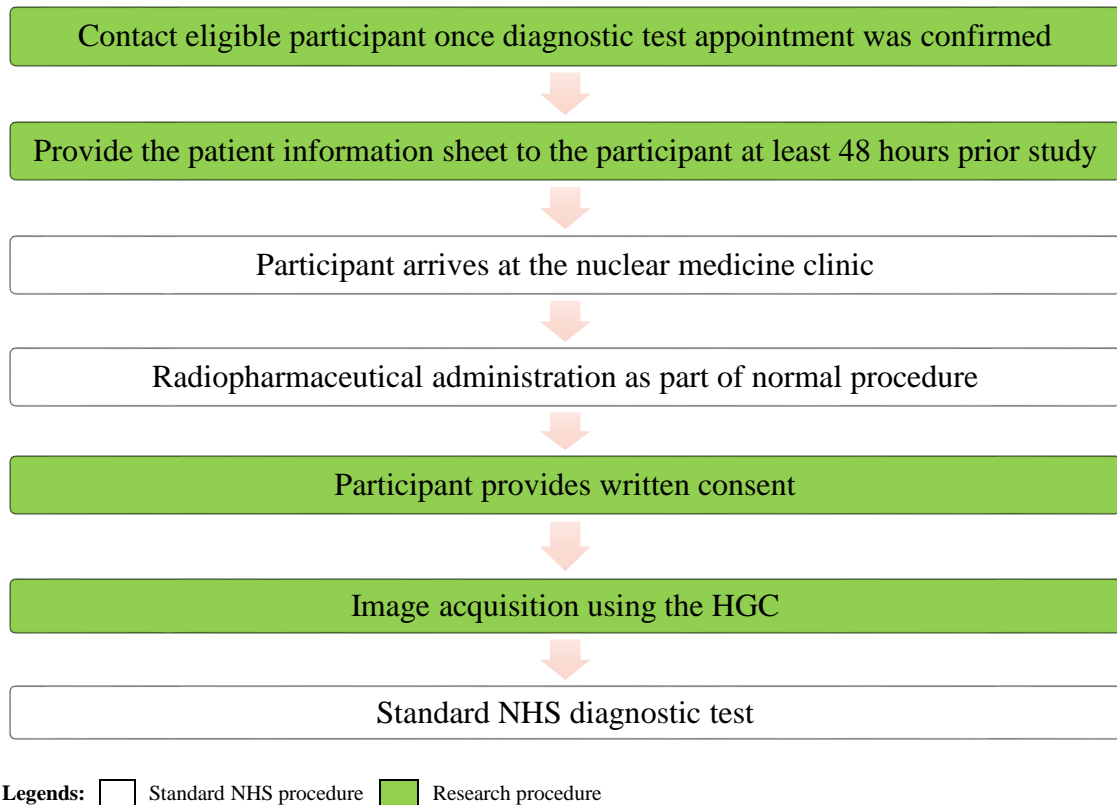 Contact eligible participant once diagnostic test appointment was confirmed
Provide the patient information sheet to the participant at least 48 hours prior study
Participant arrives at the nuclear medicine clinic
Radiopharmaceutical administration as part of normal procedure
Participant provides written consent
Image acquisition using the HGC
Standard NHS diagnostic test
Legends: Standard NHS procedure Research procedure